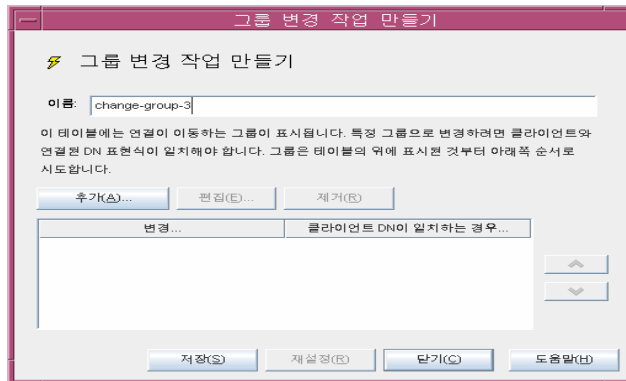 그룹 변경 작업 만들기
그룹 변경 작업 만들기
이름: change-group-3
이 테이블에는 연결이 이동하는 그룹이 표시됩니다. 특정 그룹으로 변경하려면 클라이언트와
연결된 DN 표현식이 일치해야 합니다. 그룹은 테이블의 위에 표시된 것부터 아래쪽 순서로
시도합니다.
추가(A)... 편집(E)... 제거(R)
변경... 클라이언트 DN이 일치하는 경우...
저장(S) 재설정(R) 닫기(C) 도움말(H)